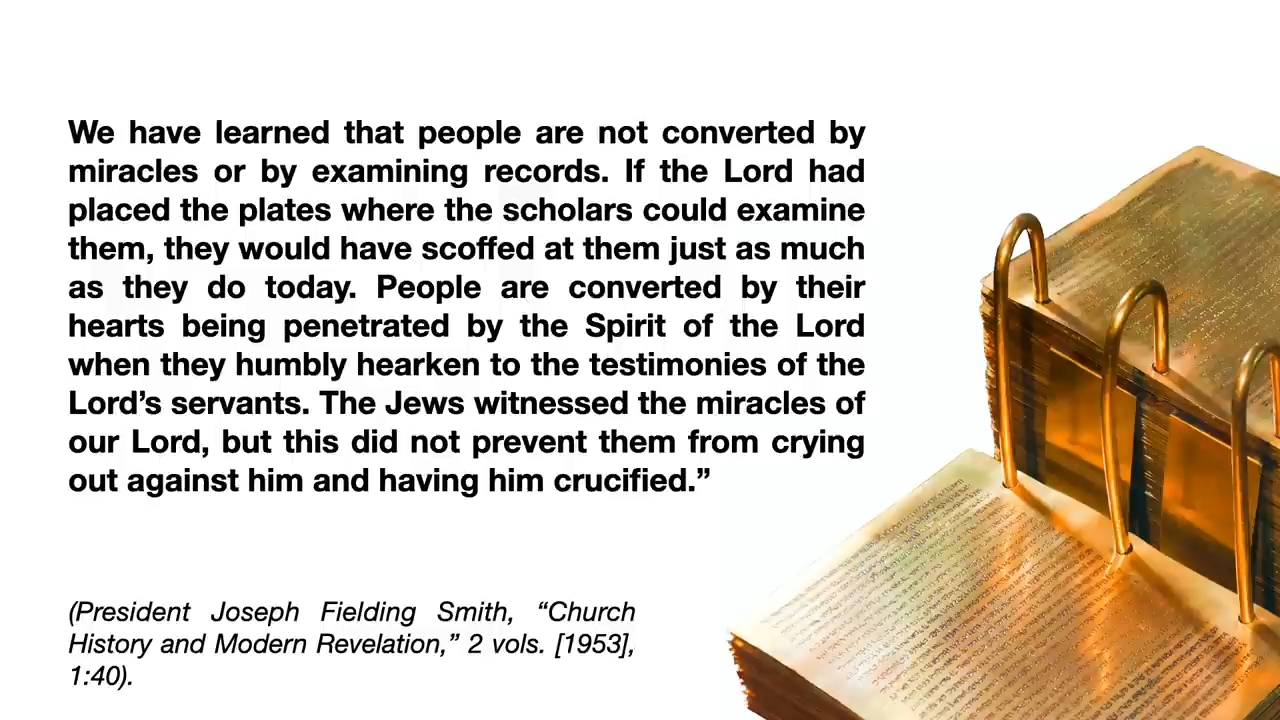 We have learned that people are not converted by
miracles or by examining records. If the Lord had
placed the plates where the scholars could examine
them, they would have scoffed at them just as much
as they do today. People are converted by their
hearts being penetrated by the Spirit of the Lord
when they humbly hearken to the testimonies of the
Lord’s servants. The Jews witnessed the miracles of
our Lord, but this did not prevent them from crying
out against him and having him crucified.”
(President Joseph Fielding Smith, “Church
History and Modern Revelation,” 2 vols. [1953],
1:40).